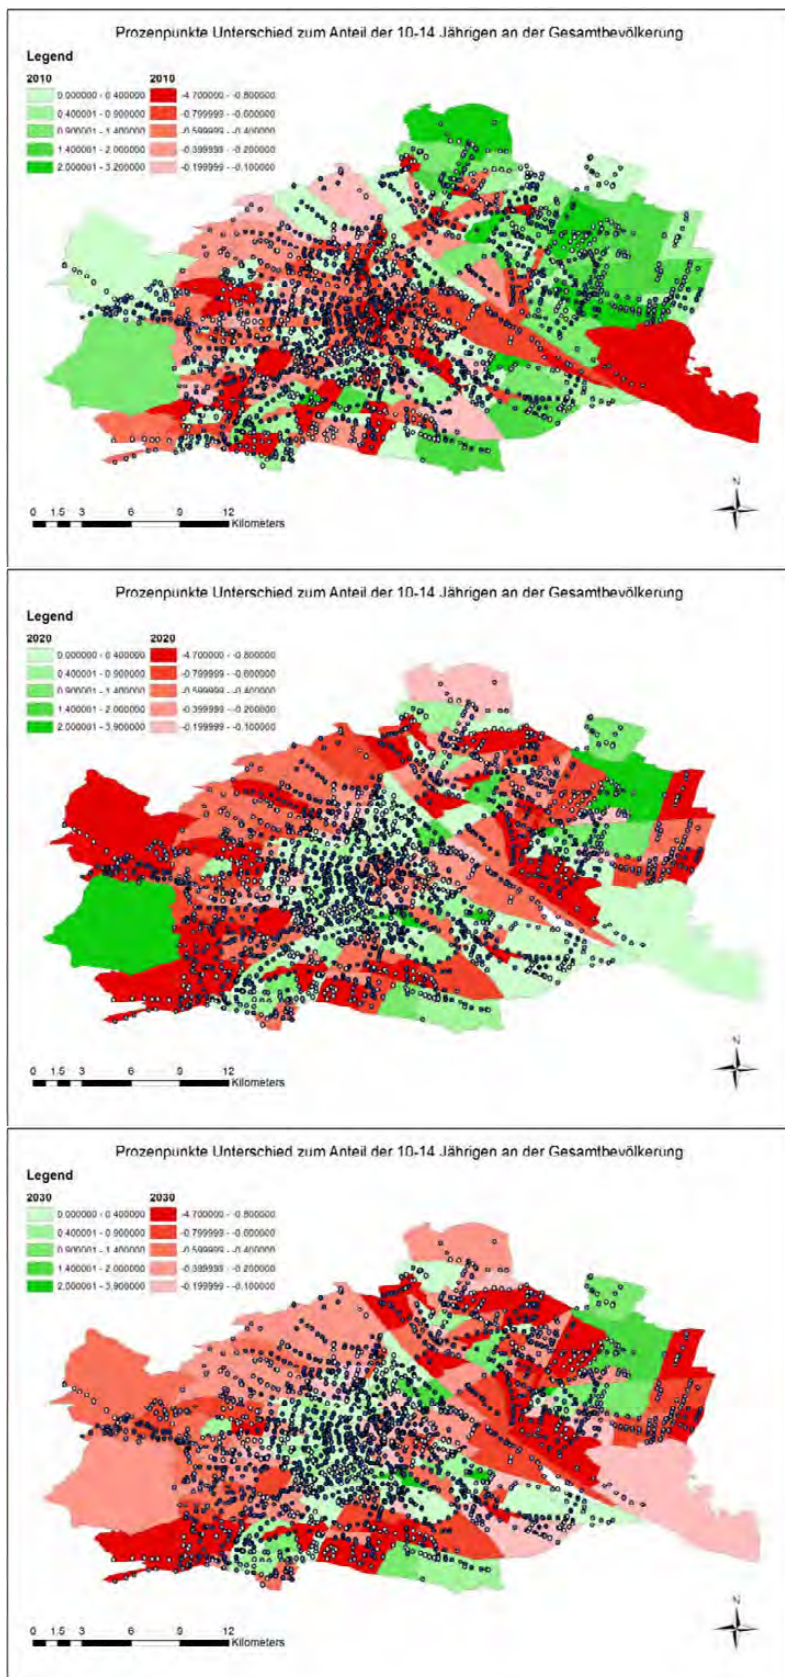 Prozenpunkte Unterschied zum Anteil der 10-14 Jährigen an der Gesamtbevölkerung
Legend
2010 2010
0.000000 - 0.400000 -4.700000 - -0.800000
0.400001 - 0.900000 -0.799999 - -0.600000
0.900001 - 1.400000 -0.599999 - -0.400000
1.400001 - 2.000000 -0.399999 - -0.200000
2.000001 - 3.200000 -0.199999 - -0.100000
N
0 1.5 3 6 9 12
Kilometers
Prozenpunkte Unterschied zum Anteil der 10-14 Jährigen an der Gesamtbevölkerung
Legend
2020 2020
0.000000 - 0.400000 -4.700000 - -0.800000
0.400001 - 0.900000 -0.799999 - -0.600000
0.900001 - 1.400000 -0.599999 - -0.400000
1.400001 - 2.000000 -0.399999 - -0.200000
2.000001 - 3.900000 -0.199999 - -0.100000
N
0 1.5 3 6 9 12
Kilometers
Prozenpunkte Unterschied zum Anteil der 10-14 Jährigen an der Gesamtbevölkerung
Legend
2030 2030
0.000000 - 0.400000 -4.700000 - -0.800000
0.400001 - 0.900000 -0.799999 - -0.600000
0.900001 - 1.400000 -0.599999 - -0.400000
1.400001 - 2.000000 -0.399999 - -0.200000
2.000001 - 3.900000 -0.199999 - -0.100000
N
0 1.5 3 6 9 12
Kilometers